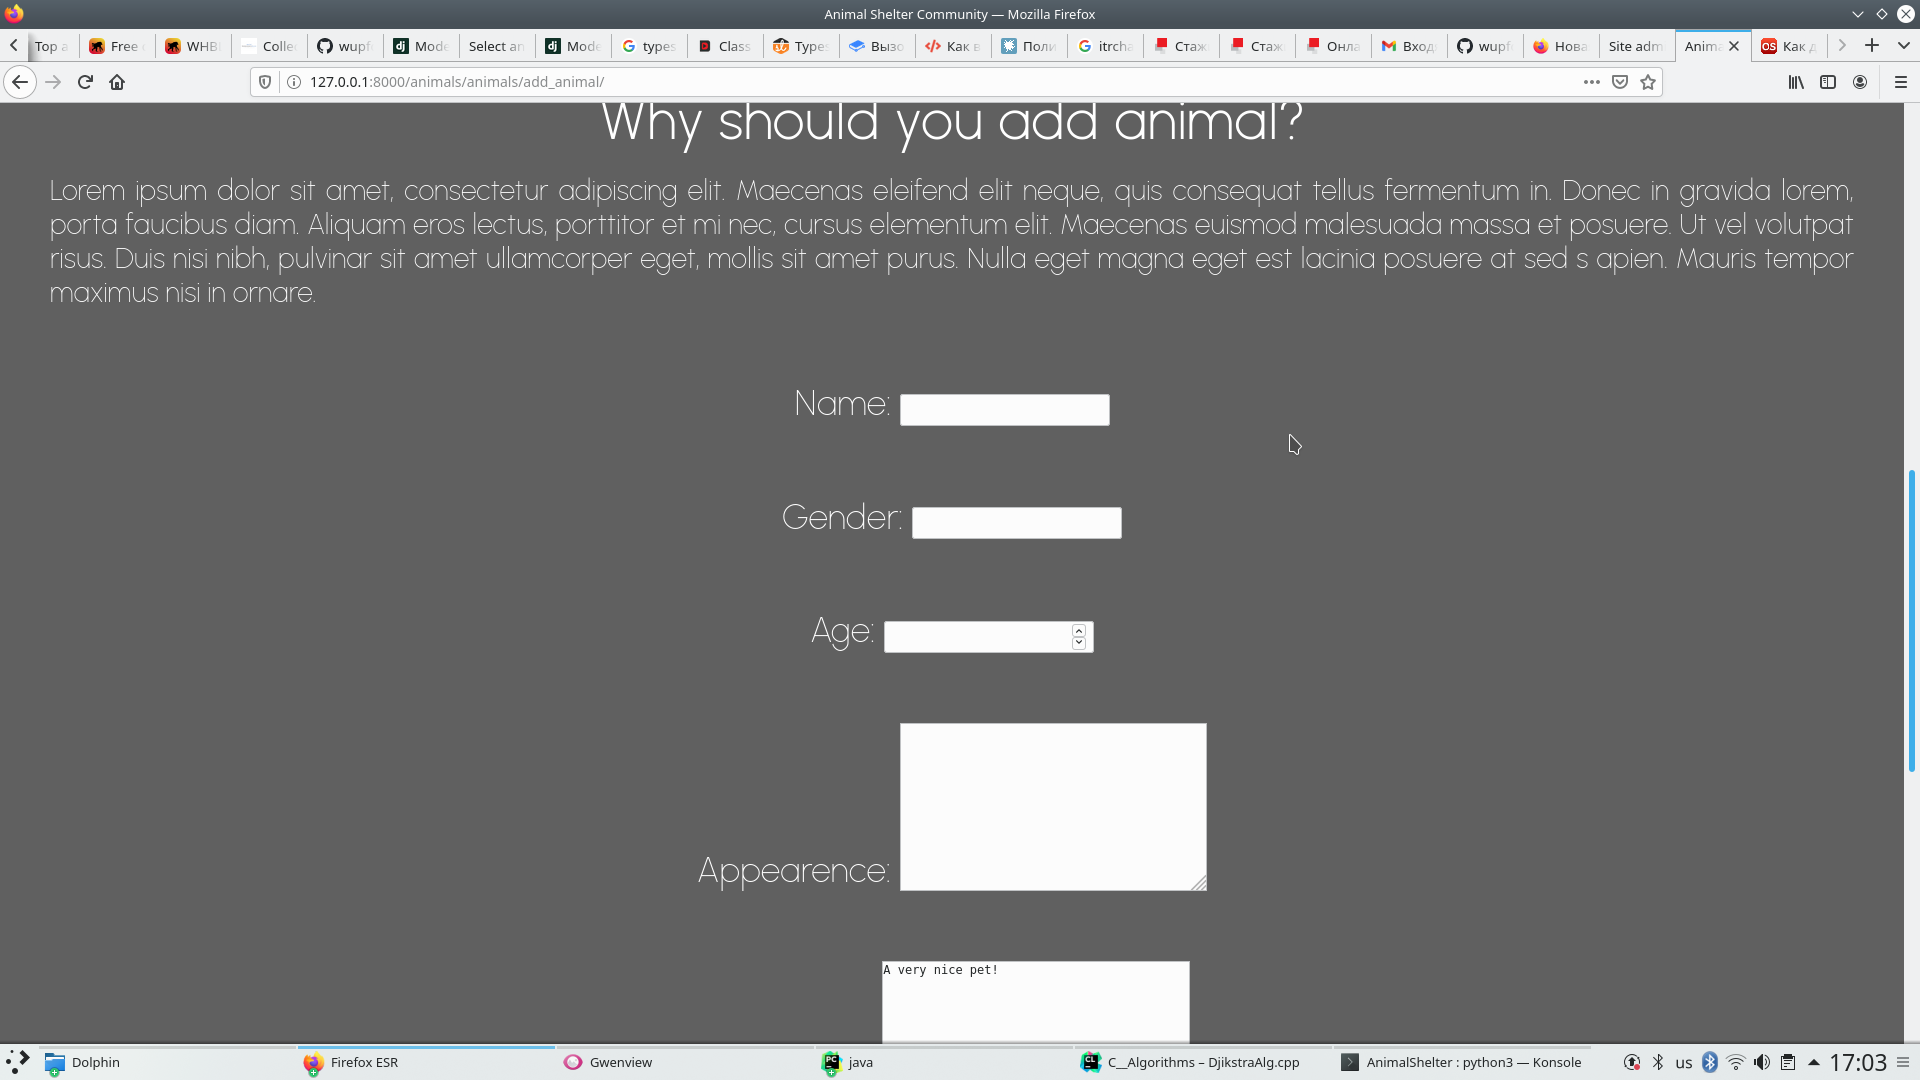 Animal Shelter Community — Mozilla Firefox
Top a
Free
WHB
Colle
wupf
Mode
Select an
Mode
types
Class
Types
Вызо
Как в
Поли
itrcha
Стаж
Стаж
Онла
Вход
wupf
Нова
Site adm
Anima
Как д
127.0.0.1:8000/animals/animals/add_animal/
Why should you add animal?
Lorem ipsum dolor sit amet, consectetur adipiscing elit. Maecenas eleifend elit neque, quis consequat tellus fermentum in. Donec in gravida lorem,
porta faucibus diam. Aliquam eros lectus, porttitor et mi nec, cursus elementum elit. Maecenas euismod malesuada massa et posuere. Ut vel volutpat
risus. Duis nisi nibh, pulvinar sit amet ullamcorper eget, mollis sit amet purus. Nulla eget magna eget est lacinia posuere at sed s apien. Mauris tempor
maximus nisi in ornare.
Name:
Gender:
Age:
Appearence:
A very nice pet!
Dolphin
Firefox ESR
Gwenview
java
C__Algorithms – DjikstraAlg.cpp
AnimalShelter : python3 — Konsole
us
17:03